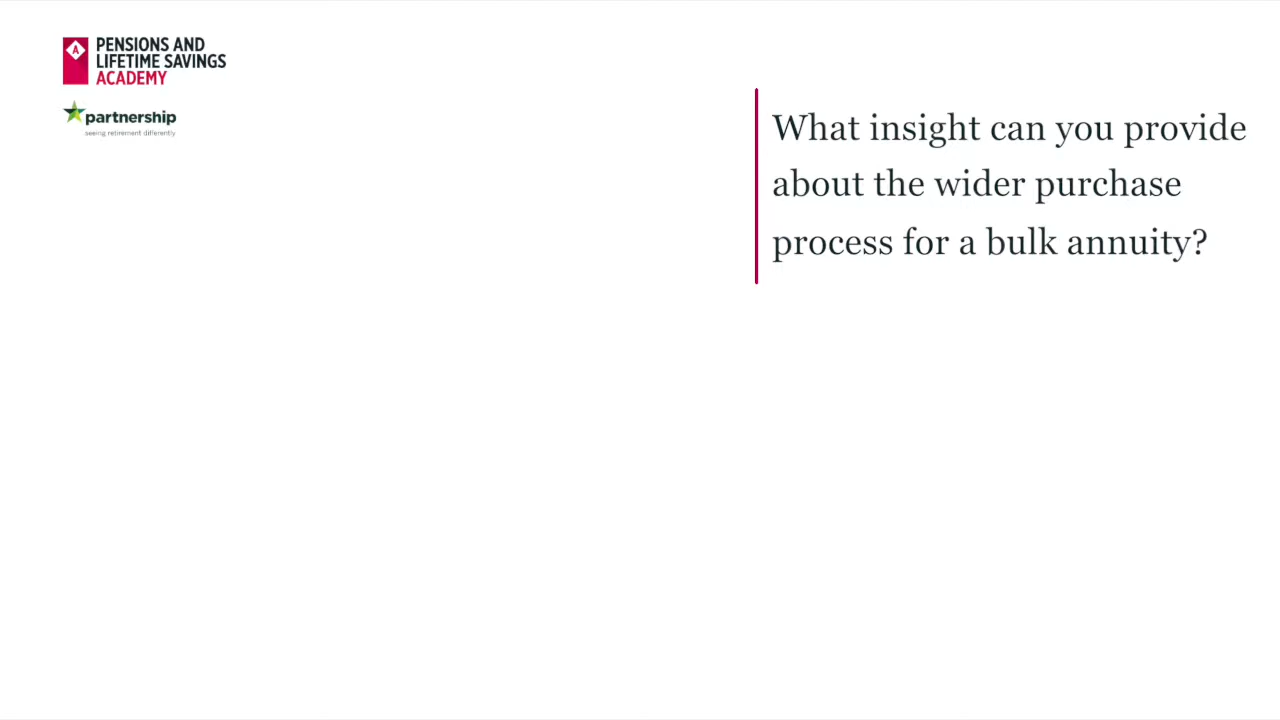 PENSIONS AND
LIFETIME SAVINGS
ACADEMY
partnership
seeing retirement differently
What insight can you provide
about the wider purchase
process for a bulk annuity?